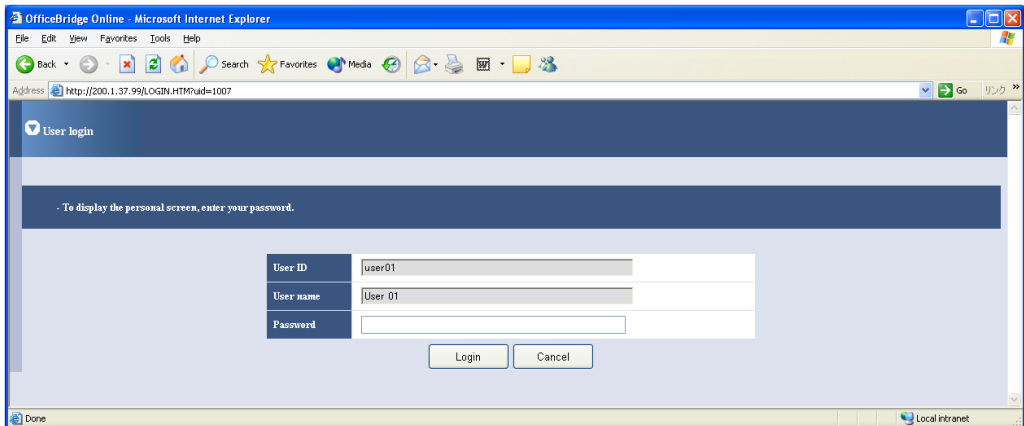 OfficeBridge Online - Microsoft Internet Explorer
File Edit View Favorites Tools Help
Back Search Favorites Media W
Address http://200.1.37.99/LOGIN.HTM?uid=1007 Go リンク »
User login
- To display the personal screen, enter your password.
User ID user01
User name User 01
Password
Login Cancel
Done Local intranet